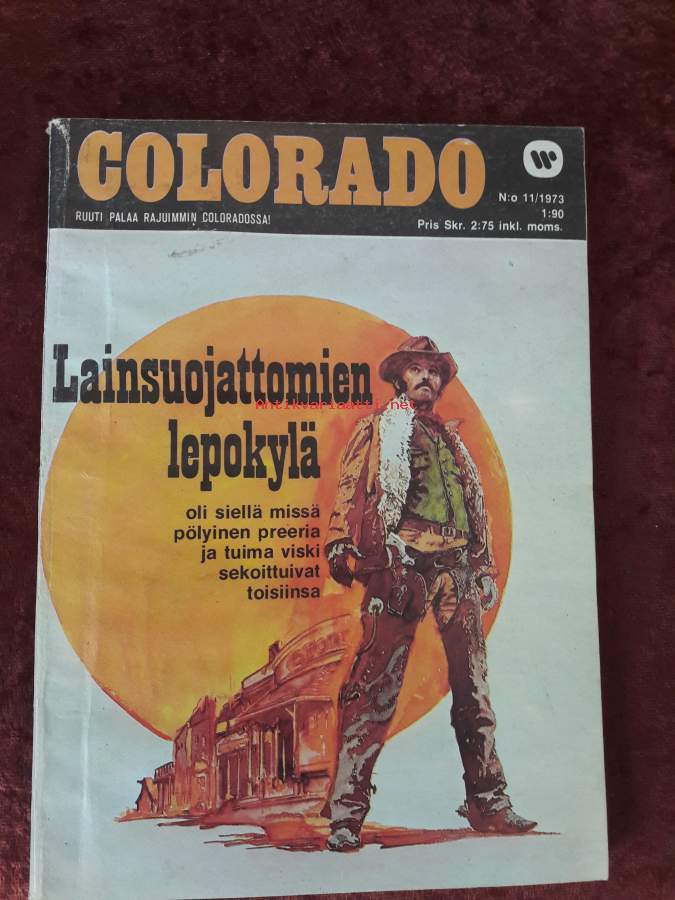 COLORADO
N:o 11/1973
1:90
RUUTI PALAA RAJUIMMIN COLORADOSSA!
Pris Skr. 2:75 inkl. moms.
Lainsuojattomien
Antikvariaatti.net
lepokylä
oli siellä missä
pölyinen preeria
ja tuima viski
sekoittuivat
toisiinsa